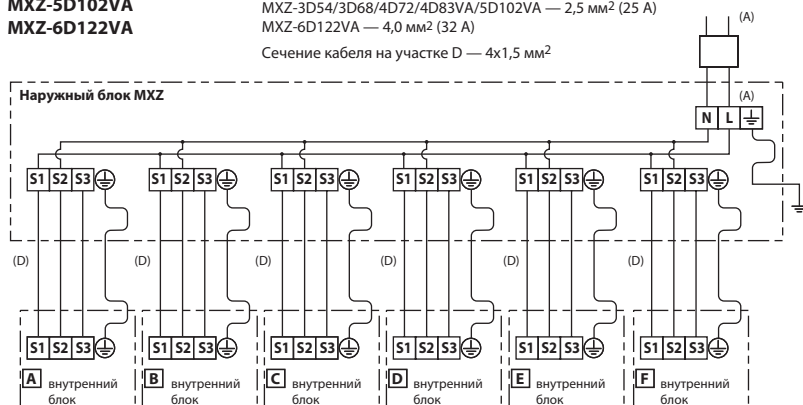 MXZ-5D102VA
MXZ-6D122VA
MXZ-3D54/3D68/4D72/4D83VA/5D102VA — 2,5 мм² (25 А)
MXZ-6D122VA — 4,0 мм² (32 А)
Сечение кабеля на участке D — 4х1,5 мм²
(A)
Наружный блок MXZ
(A)
N L
S1 S2 S3 S1 S2 S3 S1 S2 S3 S1 S2 S3 S1 S2 S3 S1 S2 S3
(D) (D) (D) (D) (D) (D)
S1 S2 S3 S1 S2 S3 S1 S2 S3 S1 S2 S3 S1 S2 S3 S1 S2 S3
A внутренний блок
B внутренний блок
C внутренний блок
D внутренний блок
E внутренний блок
F внутренний блок